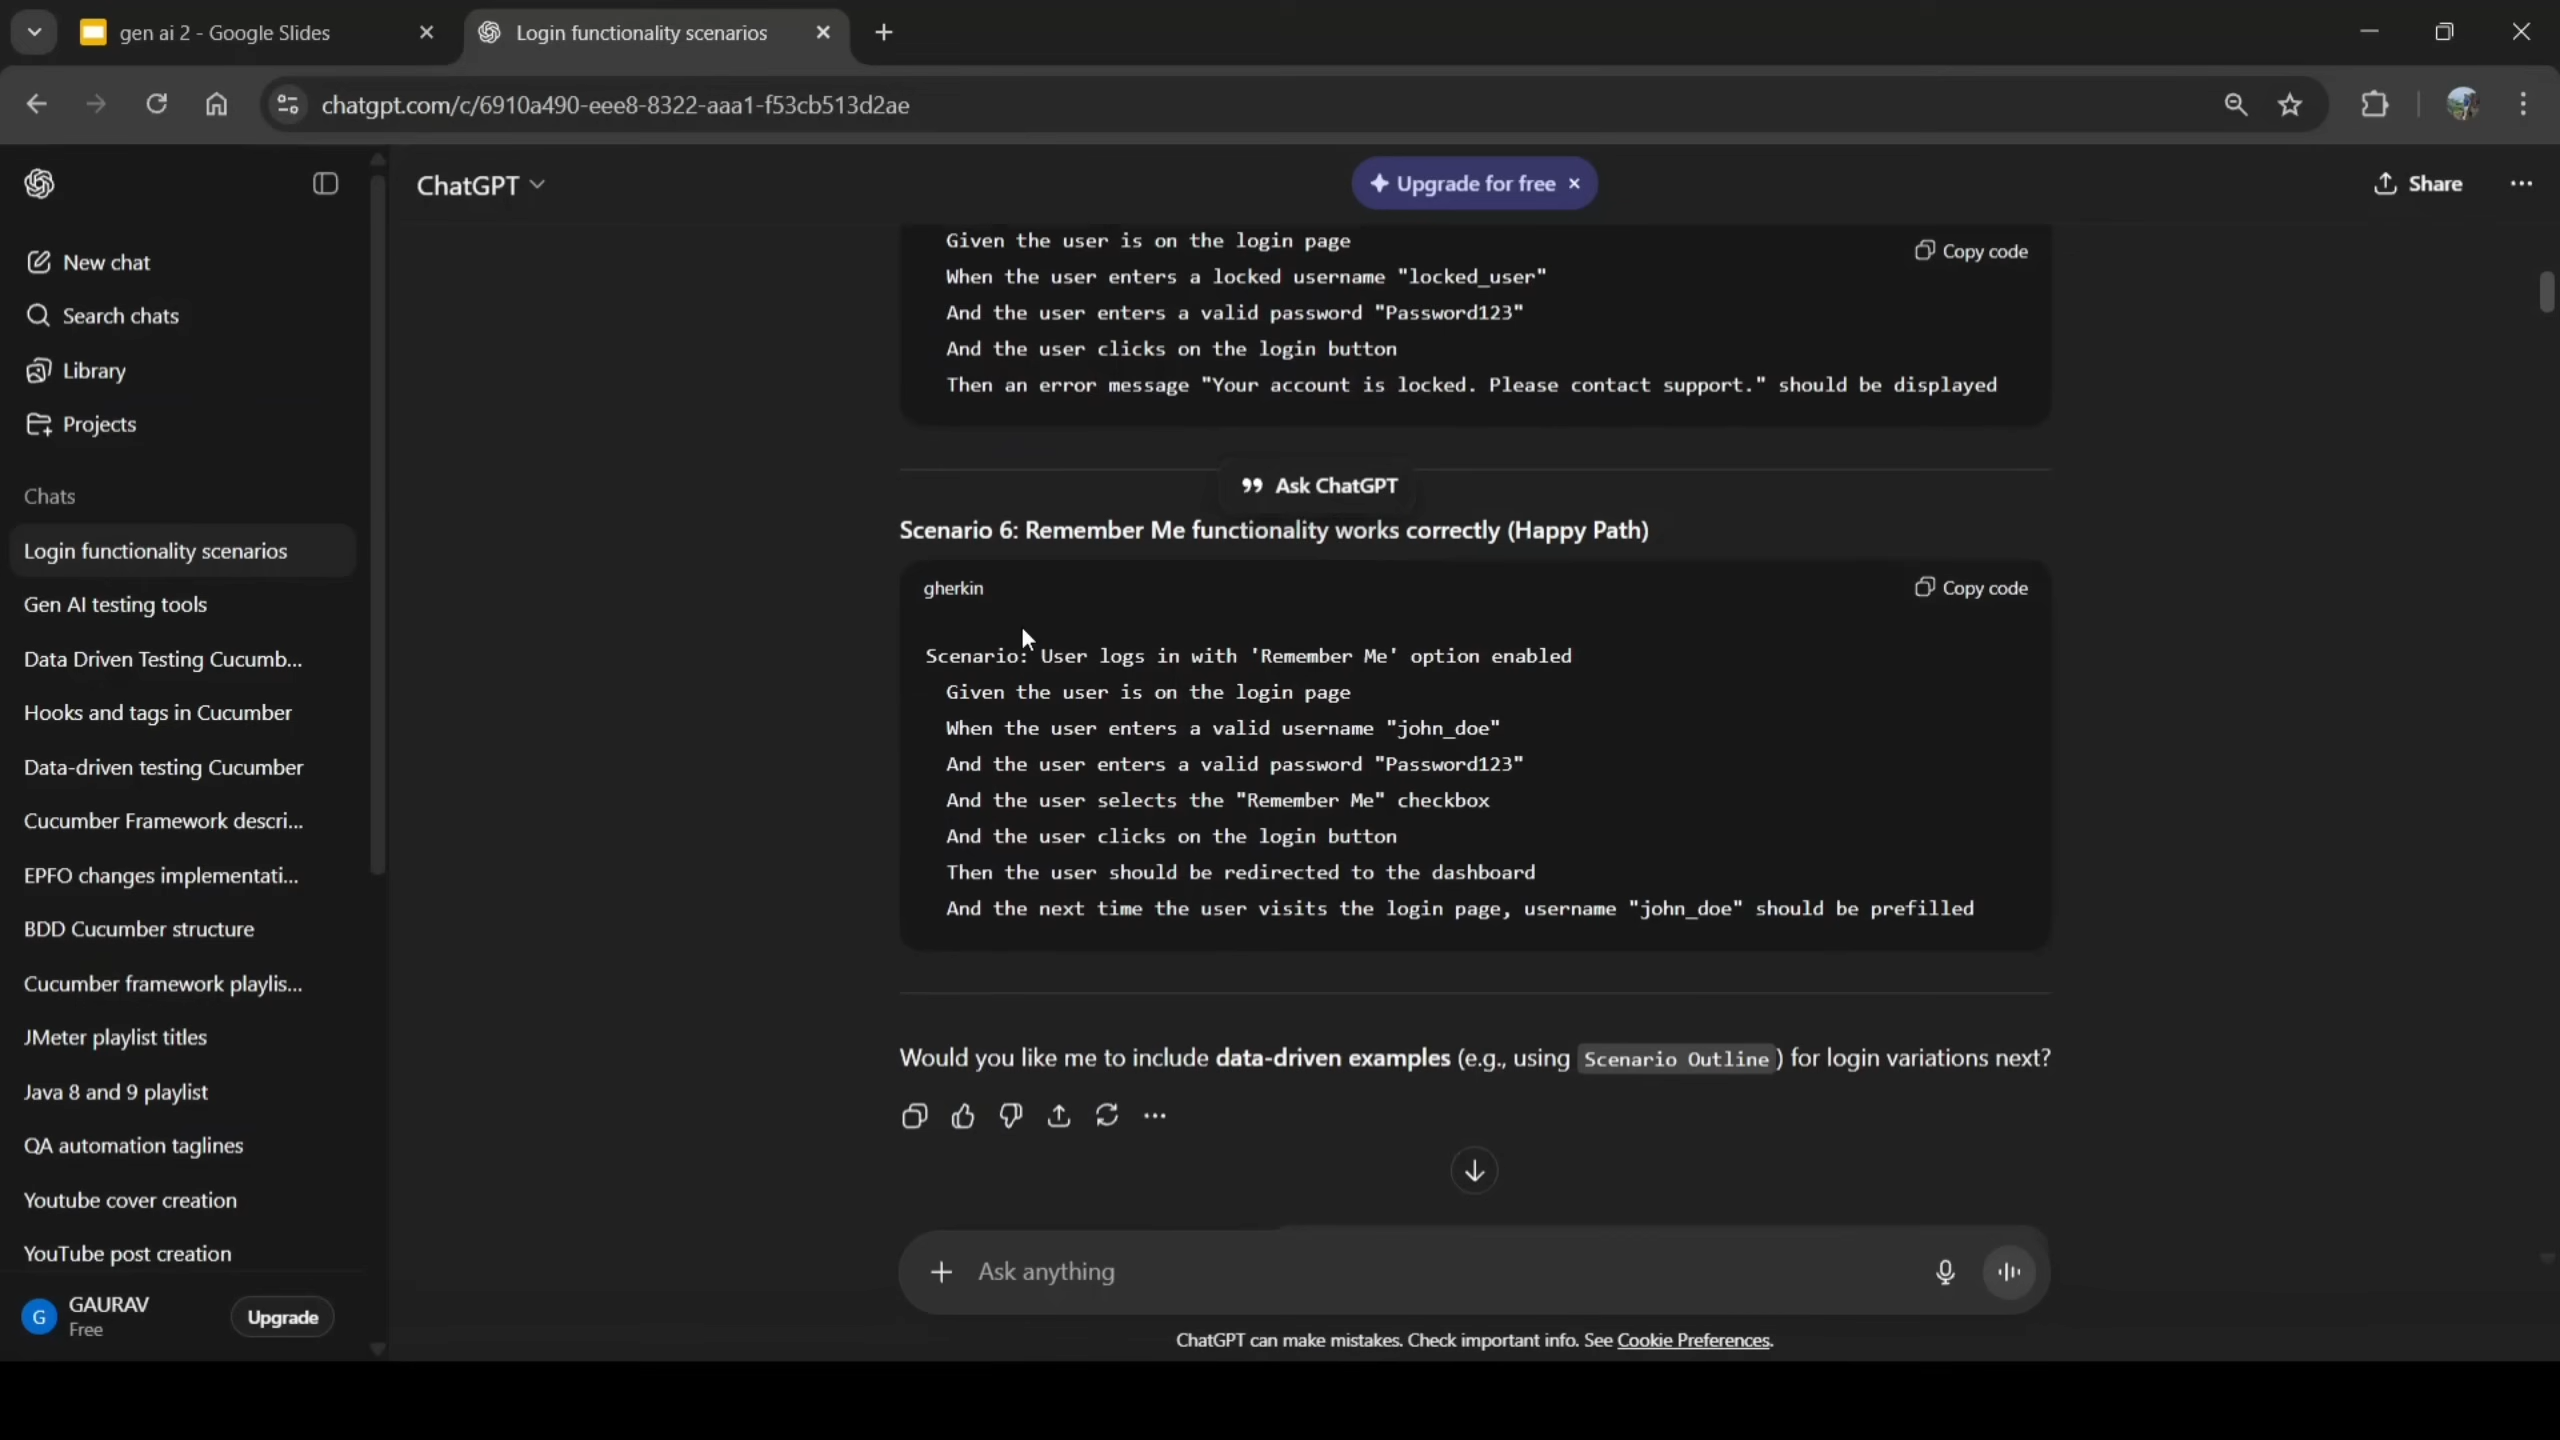 gen ai 2 - Google Slides
Login functionality scenarios
chatgpt.com/c/6910a490-eee8-8322-aaa1-f53cb513d2ae
ChatGPT
Upgrade for free
Share
New chat
Search chats
Library
Projects
Chats
Login functionality scenarios
Gen AI testing tools
Data Driven Testing Cucumb...
Hooks and tags in Cucumber
Data-driven testing Cucumber
Cucumber Framework descri...
EPFO changes implementati...
BDD Cucumber structure
Cucumber framework playlis...
JMeter playlist titles
Java 8 and 9 playlist
QA automation taglines
Youtube cover creation
YouTube post creation
G
GAURAV
Free
Upgrade
Given the user is on the login page
Copy code
When the user enters a locked username "locked_user"
And the user enters a valid password "Password123"
And the user clicks on the login button
Then an error message "Your account is locked. Please contact support." should be displayed
Ask ChatGPT
Scenario 6: Remember Me functionality works correctly (Happy Path)
gherkin
Copy code
Scenario: User logs in with 'Remember Me' option enabled
Given the user is on the login page
When the user enters a valid username "john_doe"
And the user enters a valid password "Password123"
And the user selects the "Remember Me" checkbox
And the user clicks on the login button
Then the user should be redirected to the dashboard
And the next time the user visits the login page, username "john_doe" should be prefilled
Would you like me to include data-driven examples (e.g., using Scenario Outline) for login variations next?
Ask anything
ChatGPT can make mistakes. Check important info. See Cookie Preferences.